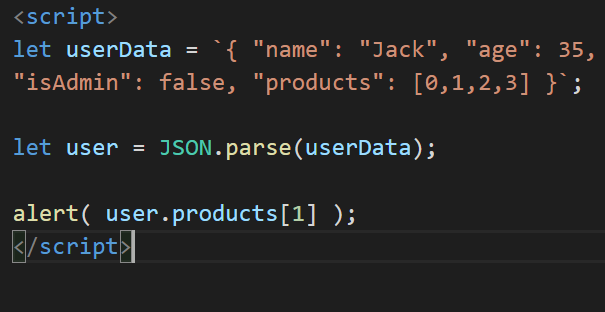 <script>
let userData = `{ "name": "Jack", "age": 35,
"isAdmin": false, "products": [0,1,2,3] }`;
let user = JSON.parse(userData);
alert( user.products[1] );
</script>